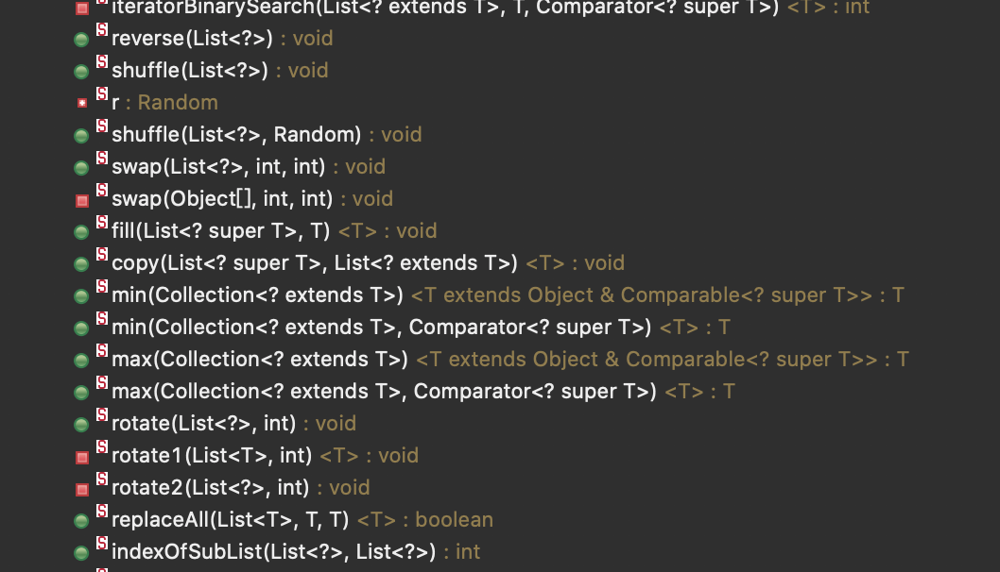 iteratorBinarySearch(List<? extends T>, T, Comparator<? super T>) <T> : int
S reverse(List<?>) : void
S shuffle(List<?>) : void
S r : Random
S shuffle(List<?>, Random) : void
S swap(List<?>, int, int) : void
S swap(Object[], int, int) : void
S fill(List<? super T>, T) <T> : void
S copy(List<? super T>, List<? extends T>) <T> : void
S min(Collection<? extends T>) <T extends Object & Comparable<? super T>> : T
S min(Collection<? extends T>, Comparator<? super T>) <T> : T
S max(Collection<? extends T>) <T extends Object & Comparable<? super T>> : T
S max(Collection<? extends T>, Comparator<? super T>) <T> : T
S rotate(List<?>, int) : void
S rotate1(List<T>, int) <T> : void
S rotate2(List<?>, int) : void
S replaceAll(List<T>, T, T) <T> : boolean
S indexOfSubList(List<?>, List<?>) : int